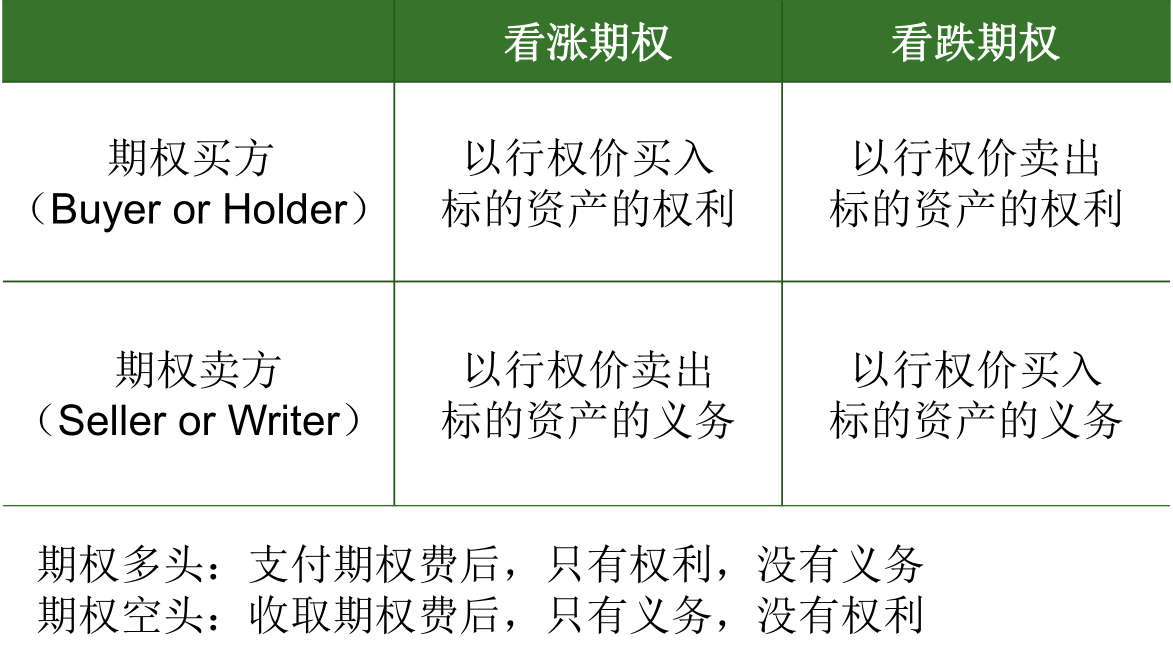 看涨期权
看跌期权
期权买方
（Buyer or Holder）
以行权价买入
标的资产的权利
以行权价卖出
标的资产的权利
期权卖方
（Seller or Writer）
以行权价卖出
标的资产的义务
以行权价买入
标的资产的义务
期权多头：支付期权费后，只有权利，没有义务
期权空头：收取期权费后，只有义务，没有权利